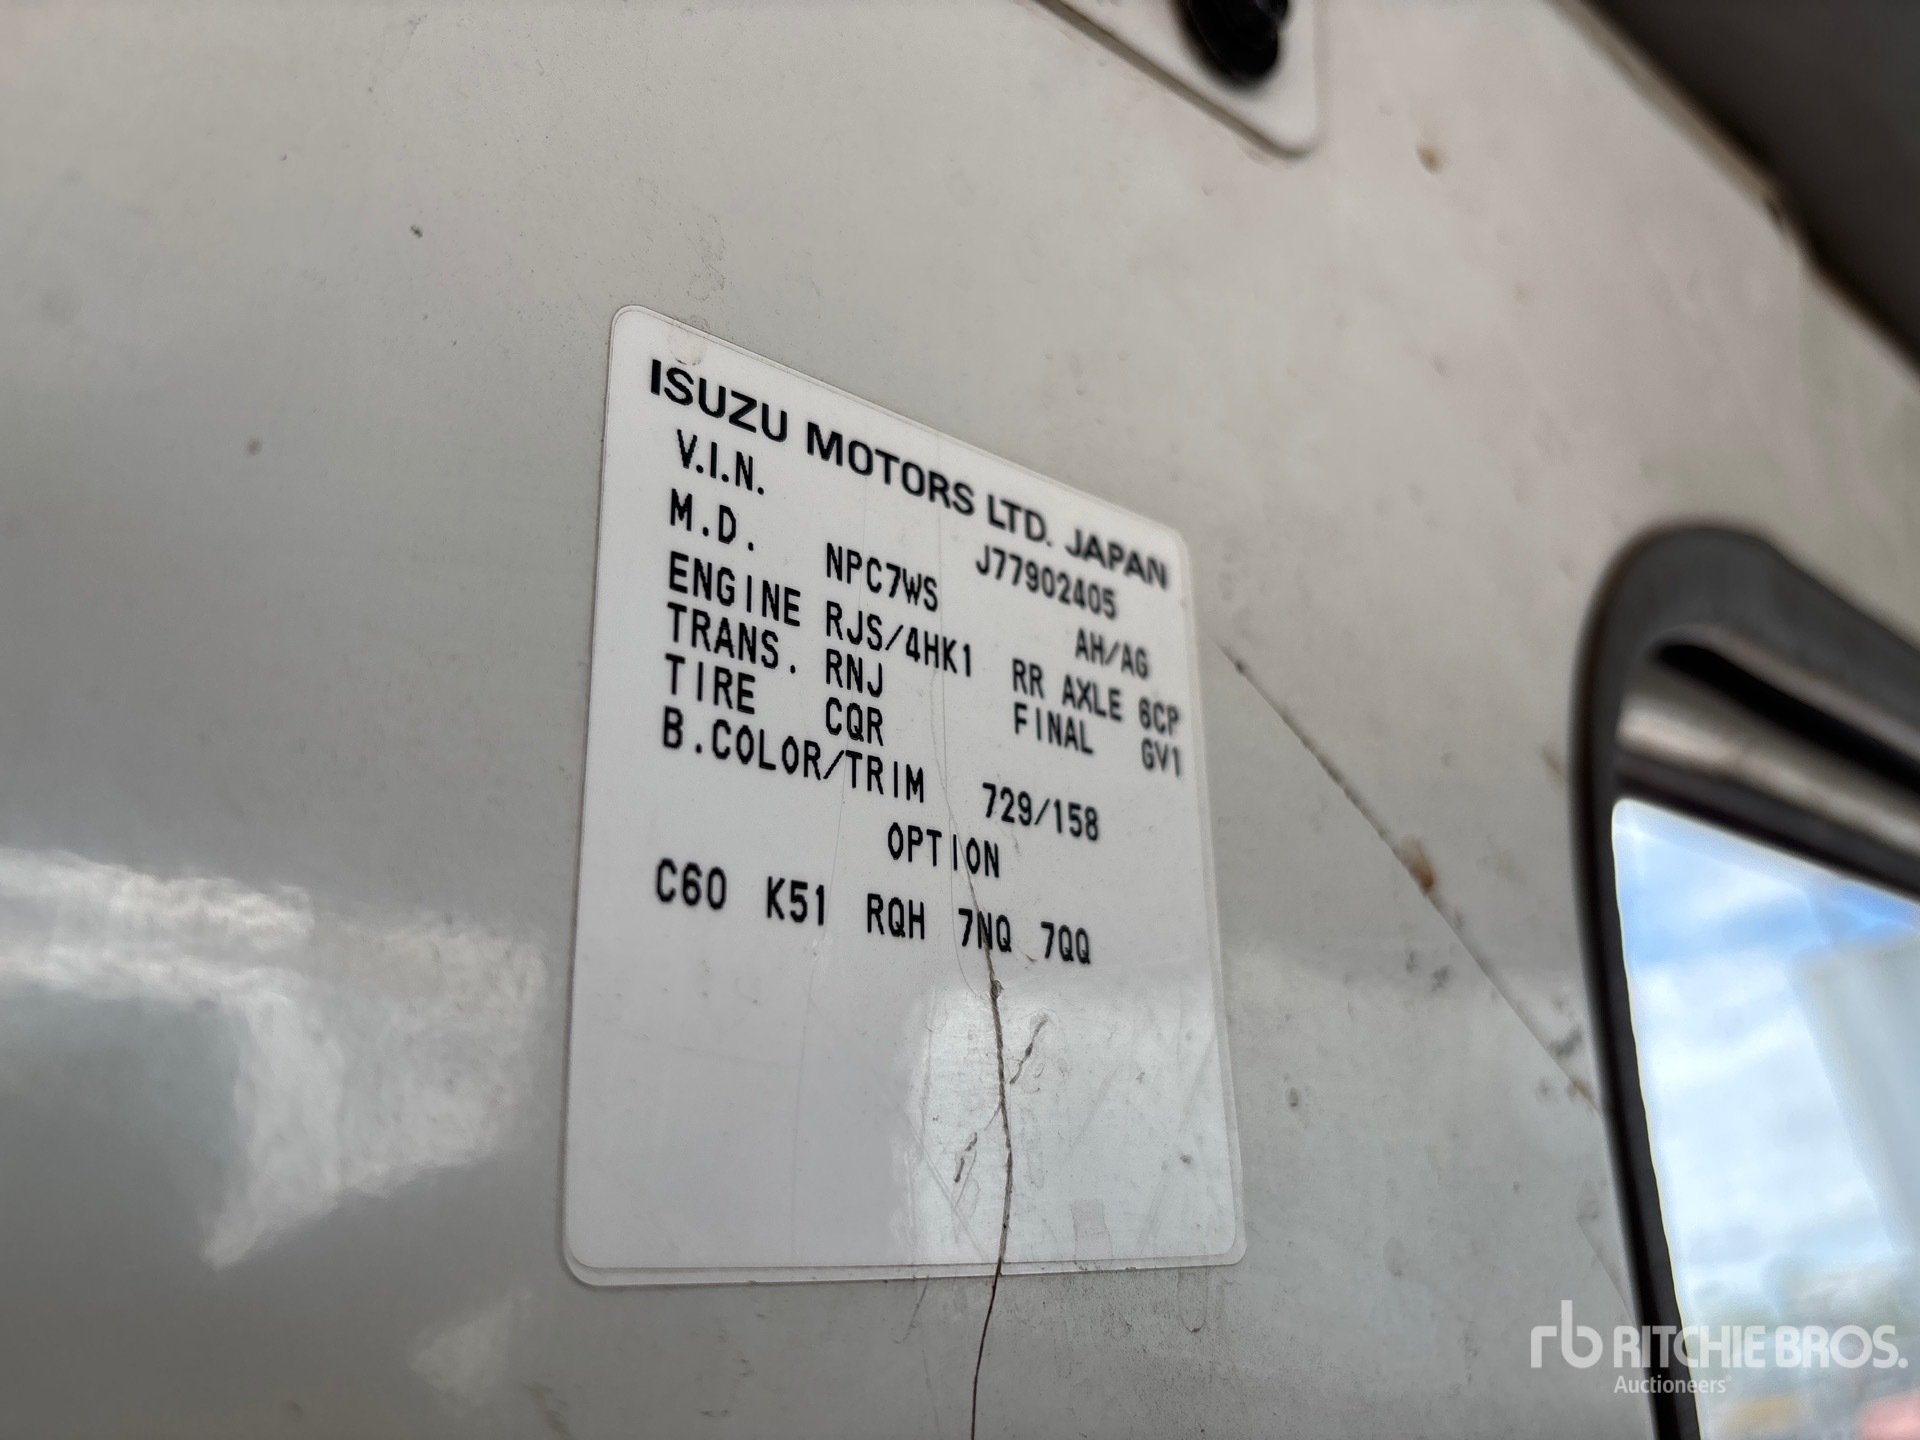 ISUZU MOTORS LTD. JAPAN
V.I.N. J77902405
M.D. NPC7WS AH/AG
ENGINE RJS/4HK1 RR AXLE 6CP
TRANS. RNJ FINAL GV1
TIRE CQR
B.COLOR/TRIM 729/158
OPTION
C60 K51 RQH 7NQ 7QQ
rb RITCHIE BROS.
Auctioneers